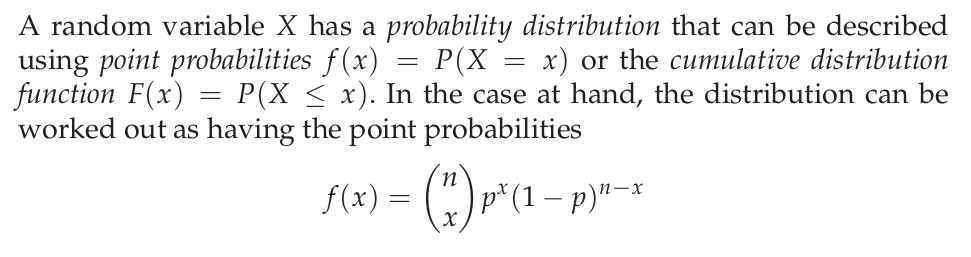 A random variable X has a probability distribution that can be described
using point probabilities f(x) = P(X = x) or the cumulative distribution
function F(x) = P(X ≤ x). In the case at hand, the distribution can be
worked out as having the point probabilities
f(x) = \binom{n}{x} p^x (1 − p)^{n−x}